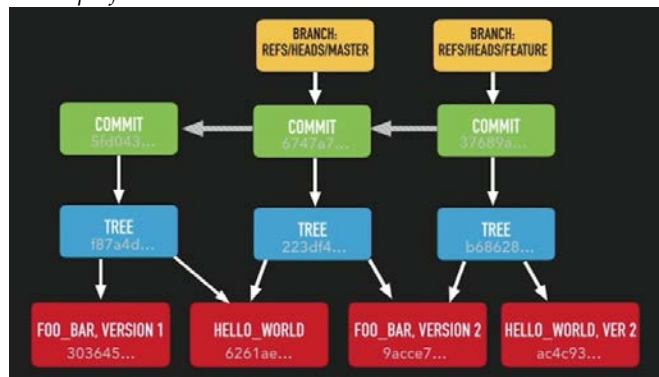 BRANCH:
REFS/HEADS/MASTER
BRANCH:
REFS/HEADS/FEATURE
COMMIT
5fd043...
COMMIT
6747a7...
COMMIT
37689a...
TREE
f87a4d...
TREE
223df4...
TREE
b68628...
FOO_BAR, VERSION 1
303645...
HELLO_WORLD
6261ae...
FOO_BAR, VERSION 2
9acce7...
HELLO_WORLD, VER 2
ac4c93...